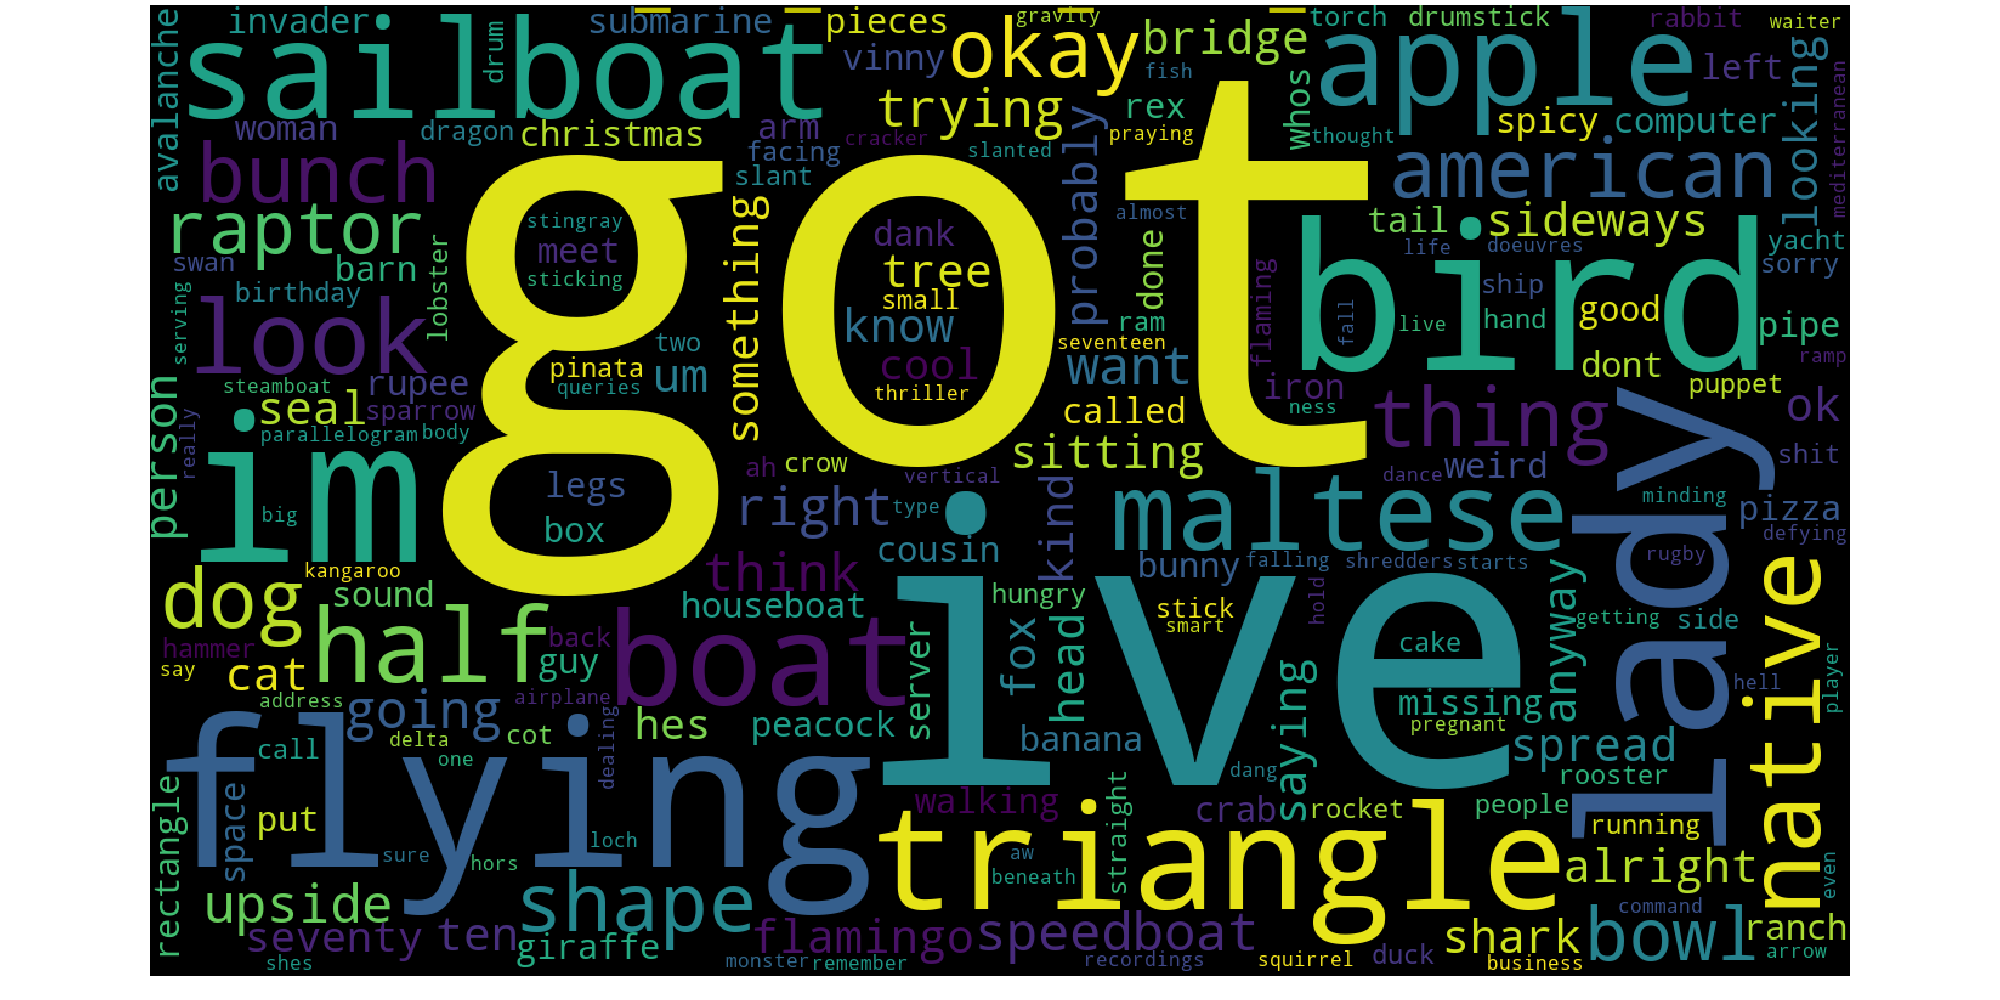 invader
submarine
pieces
gravity
torch
drumstick
rabbit
waiter
avalanche
sailboat
drum
vinny
okay
bridge
apple
left
looking
fish
woman
dragon
christmas
trying
arm
cracker
rex
praying
whos
thought
spicy
computer
mediterranean
bunch
facing
slanted
probably
american
slant
got
raptor
stingray
meet
sticking
something
dank
tree
small
know
cool
thriller
almost
done
tail
sideways
life
doeuvres
yacht
sorry
swan
barn
lobster
birthday
serving
look
two
um
pinata
queries
ram
seventeen
want
flaming
bird
ship
fall
live
hand
good
pipe
dont
ramp
steamboat
rupee
seal
sparrow
iron
ness
puppet
called
thing
ok
person
really
parallelogram
body
im
ah
crow
sitting
vertical
dance
weird
lady
shit
legs
box
big
right
type
kind
maltese
minding
pizza
defying
cousin
bunny
falling
shredders
starts
rugby
native
kangaroo
dog
sound
think
houseboat
hungry
stick
smart
hold
ive
anyway
getting
side
half
hammer
back
guy
boat
say
cat
server
fox
head
cake
address
airplane
going
hes
peacock
missing
pregnant
saying
hell
player
banana
call
delta
cot
one
dealing
spread
dang
rooster
flying
rectangle
space
put
walking
straight
crab
rocket
people
running
sure
hors
loch
triangle
aw
beneath
alright
even
upside
shape
command
seventy
ten
giraffe
flamingo
speedboat
shark
bowl
ranch
shes
monster
remember
recordings
squirrel
duck
business
arrow